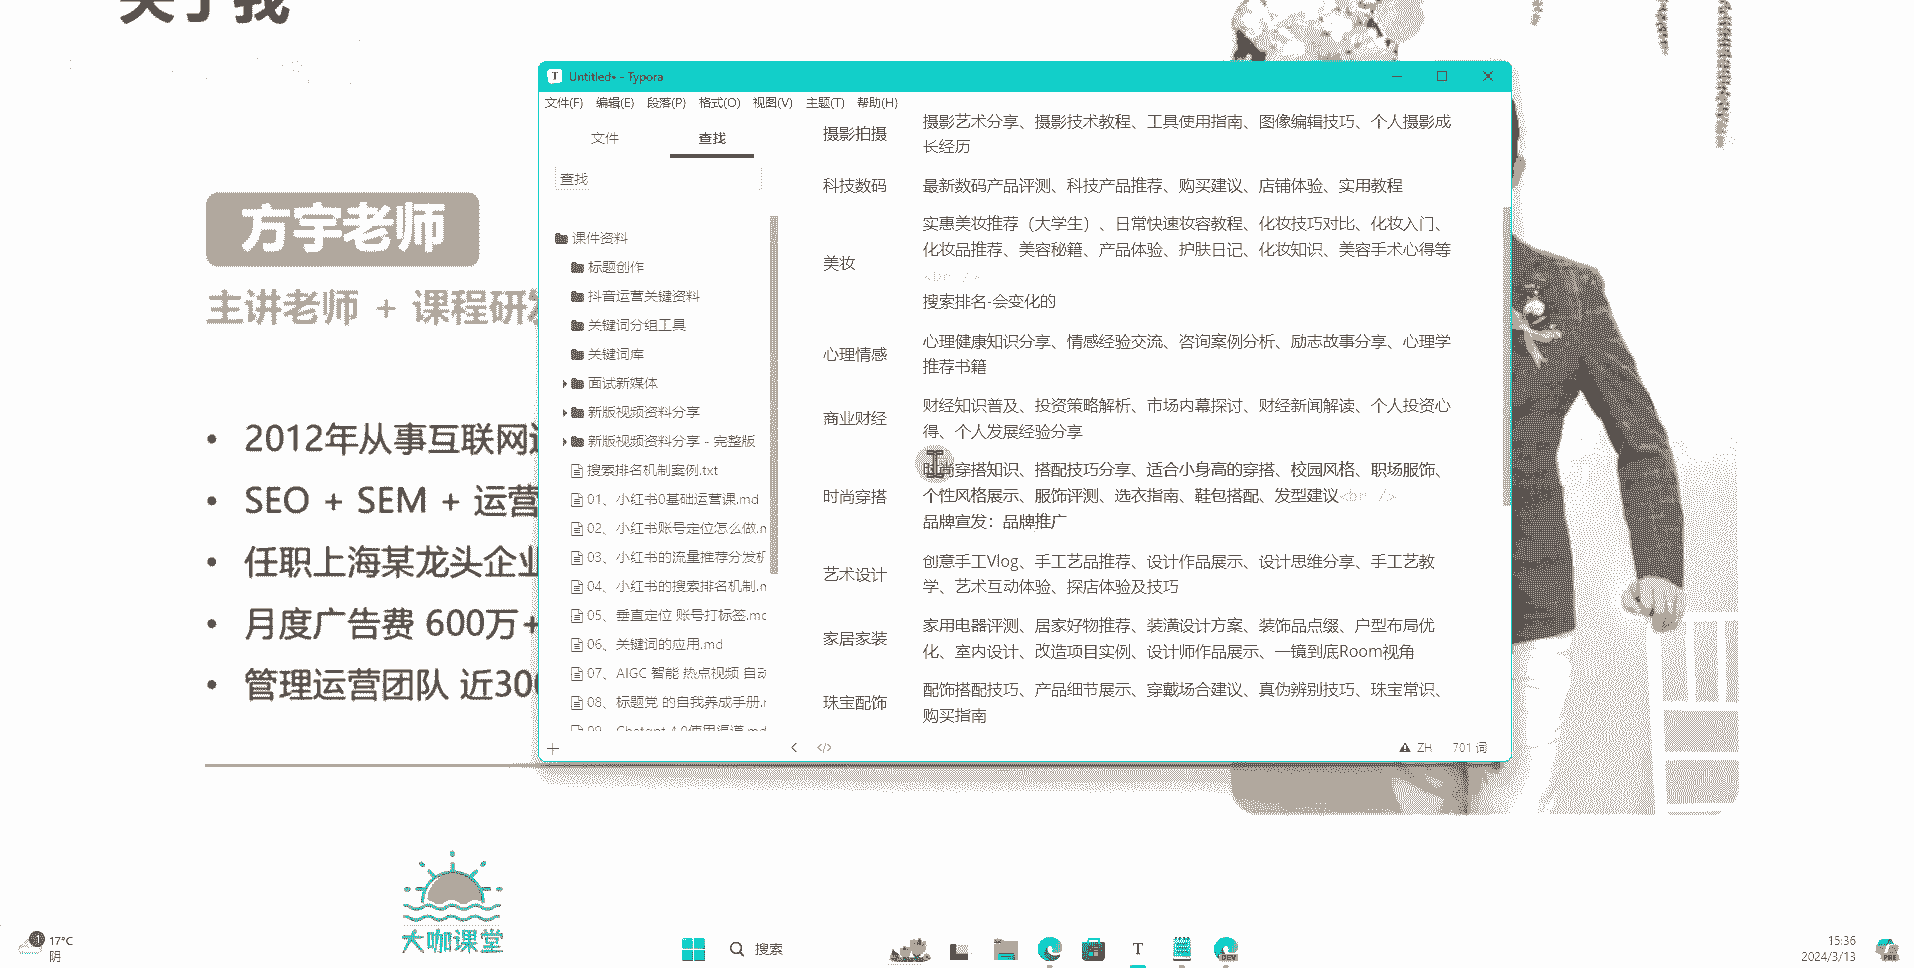 关于我
方宇老师
主讲老师 + 课程研发
• 2012年从事互联网
• SEO + SEM + 运营
• 任职上海某龙头企业
• 月度广告费 600万+
• 管理运营团队 近30
大咖课堂
Untitled• - Typora
文件(F) 编辑(E) 段落(P) 格式(O) 视图(V) 主题(T) 帮助(H)
文件 查找
查找
课件资料
标题创作
抖音运营关键资料
关键词分组工具
关键词库
面试新媒体
新版视频资料分享
新版视频资料分享 - 完整版
搜索排名机制案例.txt
01、小红书0基础运营课.md
02、小红书账号定位怎么做.m
03、小红书的流量推荐分发机
04、小红书的搜索排名机制.m
05、垂直定位 账号打标签.md
06、关键词的应用.md
07、AIGC 智能 热点视频 自动
08、标题党 的自我养成手册.r
09、Chatgpt 4.0使用渠道.md
摄影拍摄
摄影艺术分享、摄影技术教程、工具使用指南、图像编辑技巧、个人摄影成
长经历
科技数码
最新数码产品评测、科技产品推荐、购买建议、店铺体验、实用教程
美妆
实惠美妆推荐（大学生）、日常快速妆容教程、化妆技巧对比、化妆入门、
化妆品推荐、美容秘籍、产品体验、护肤日记、化妆知识、美容手术心得等
<br />
搜索排名-会变化的
心理情感
心理健康知识分享、情感经验交流、咨询案例分析、励志故事分享、心理学
推荐书籍
商业财经
财经知识普及、投资策略解析、市场内幕探讨、财经新闻解读、个人投资心
得、个人发展经验分享
时尚穿搭
时尚穿搭知识、搭配技巧分享、适合小身高的穿搭、校园风格、职场服饰、
个性风格展示、服饰评测、选衣指南、鞋包搭配、发型建议<br />
品牌宣发：品牌推广
艺术设计
创意手工Vlog、手工艺品推荐、设计作品展示、设计思维分享、手工艺教
学、艺术互动体验、探店体验及技巧
家居家装
家用电器评测、居家好物推荐、装潢设计方案、装饰品点缀、户型布局优
化、室内设计、改造项目实例、设计师作品展示、一镜到底Room视角
珠宝配饰
配饰搭配技巧、产品细节展示、穿戴场合建议、真伪辨别技巧、珠宝常识、
购买指南
ZH 701 词
1 17°C
阴
搜索
T
DEV
15:36
2024/3/13
PRE